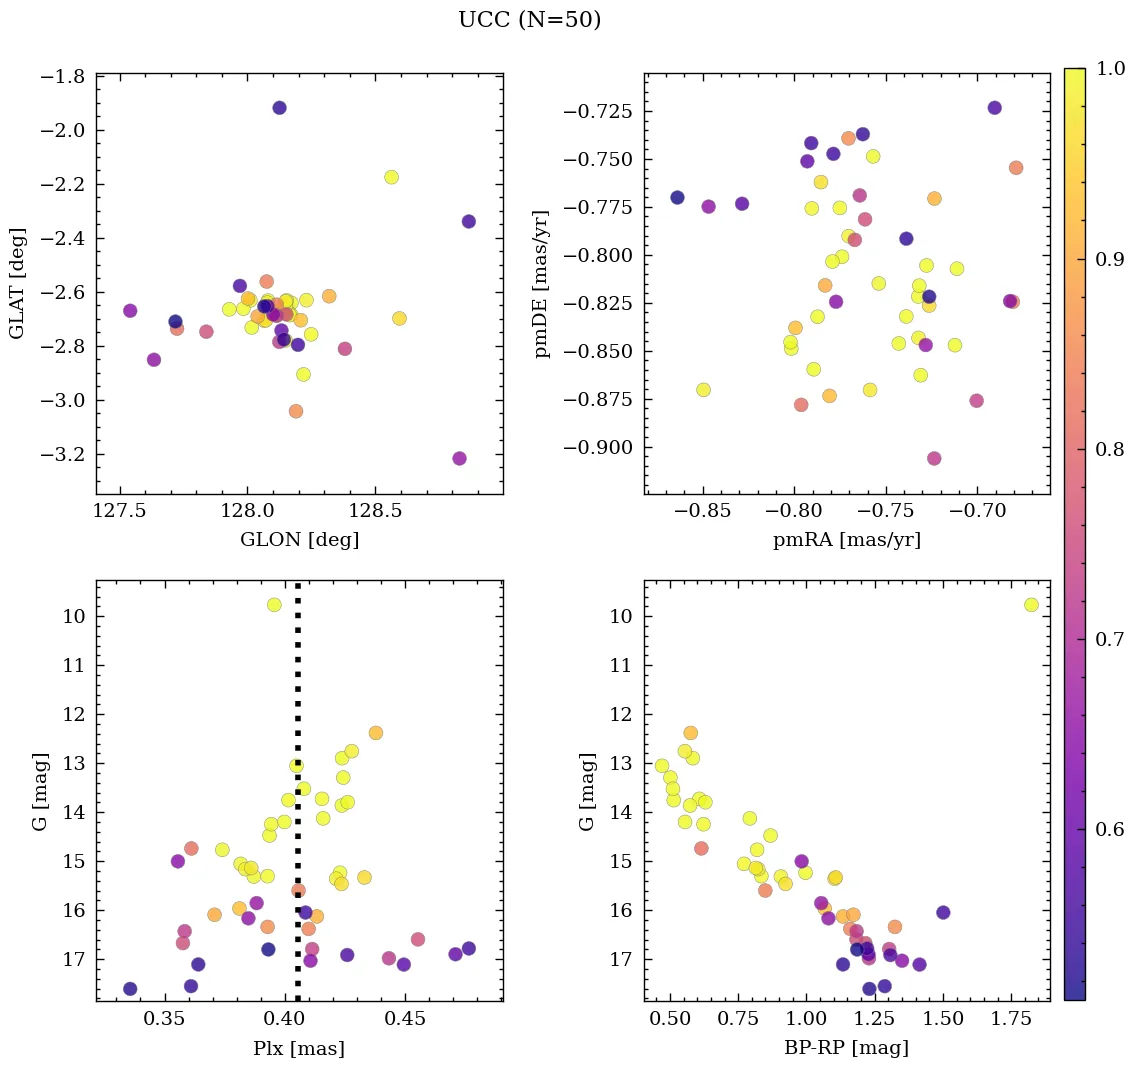 UCC (N=50)
−1.8
−2.0
−2.2
−2.4
−2.6
−2.8
−3.0
−3.2
GLAT [deg]
127.5 128.0 128.5
GLON [deg]
−0.725
−0.750
−0.775
−0.800
−0.825
−0.850
−0.875
−0.900
pmDE [mas/yr]
−0.85 −0.80 −0.75 −0.70
pmRA [mas/yr]
10
11
12
13
14
15
16
17
G [mag]
0.35 0.40 0.45
Plx [mas]
10
11
12
13
14
15
16
17
G [mag]
0.50 0.75 1.00 1.25 1.50 1.75
BP-RP [mag]
1.0
0.9
0.8
0.7
0.6